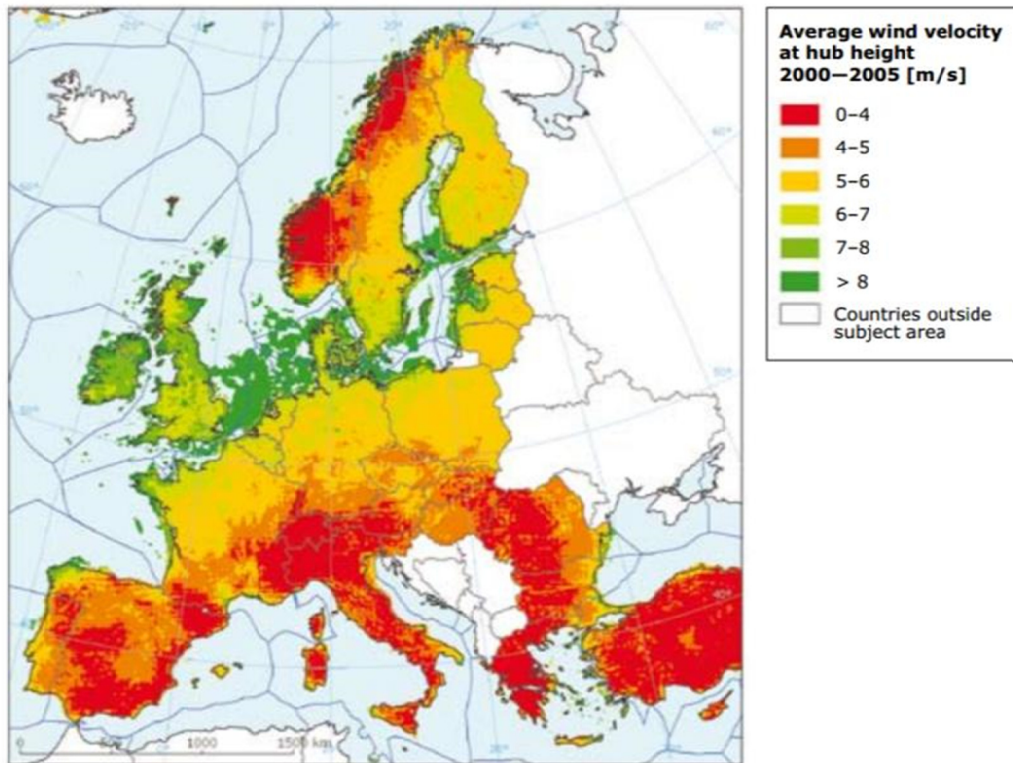 Average wind velocity
at hub height
2000—2005 [m/s]
0–4
4–5
5–6
6–7
7–8
> 8
Countries outside
subject area
0
1000
1500 km